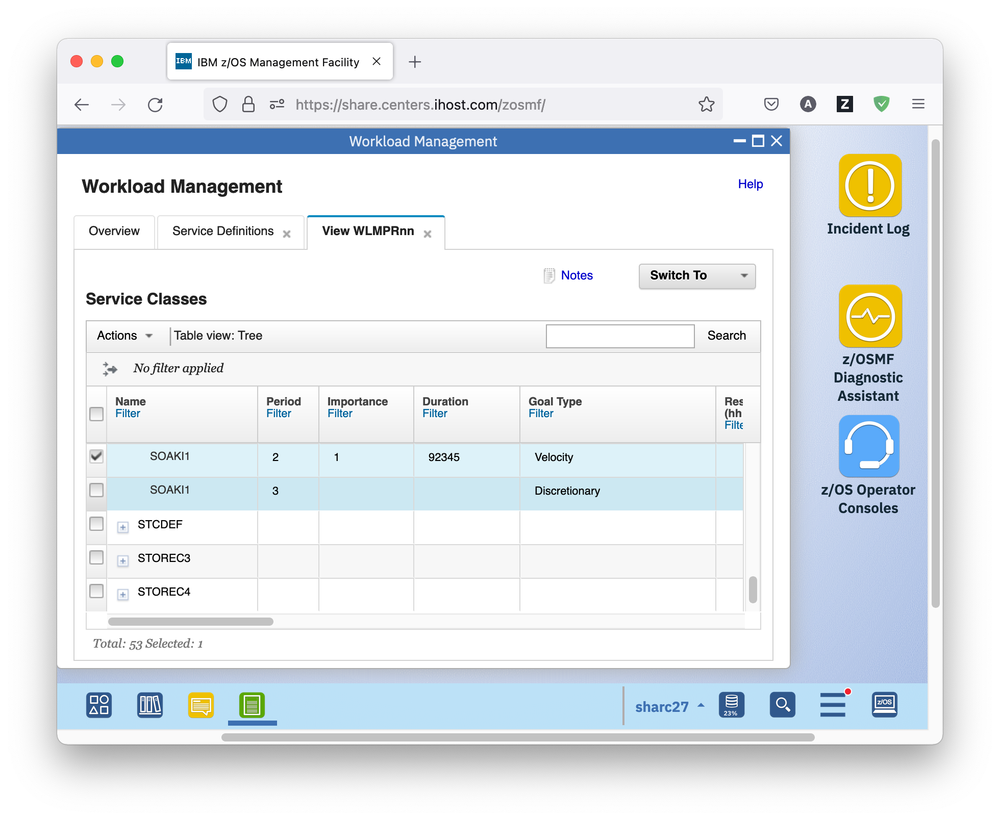 IBM IBM z/OS Management Facility
https://share.centers.ihost.com/zosmf/
A
Z
Workload Management
Workload Management
Help
Overview
Service Definitions
View WLMPRnn
Notes
Switch To
Service Classes
Actions
Table view: Tree
Search
No filter applied
Name Period Importance Duration Goal Type Res
(hh
Filter Filter Filter Filter Filter Filte
SOAKI1 2 1 92345 Velocity
SOAKI1 3 Discretionary
STCDEF
STOREC3
STOREC4
Total: 53 Selected: 1
Incident Log
z/OSMF
Diagnostic
Assistant
z/OS Operator
Consoles
sharc27
23%
z/OS